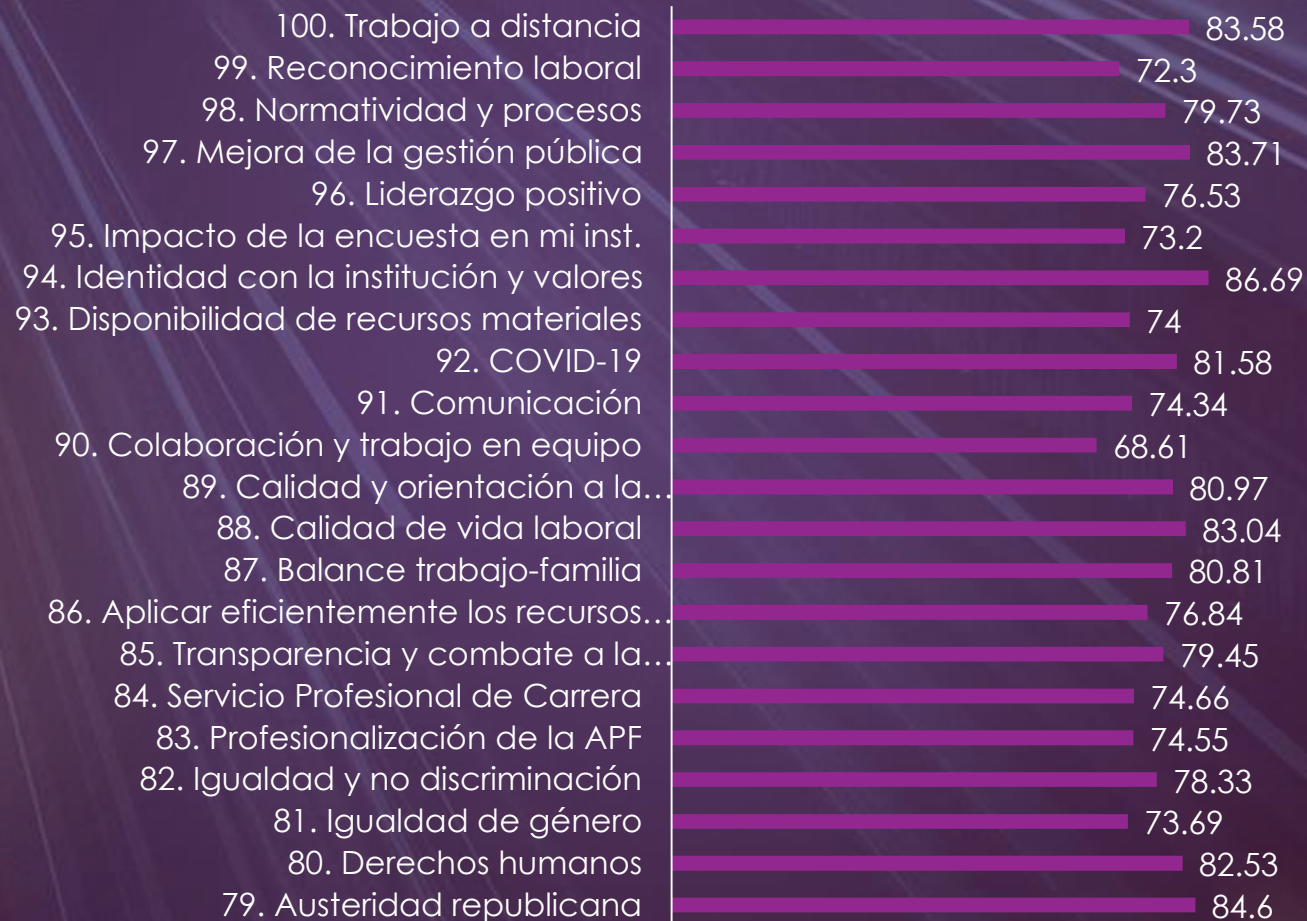 100. Trabajo a distancia 83.58
99. Reconocimiento laboral 72.3
98. Normatividad y procesos 79.73
97. Mejora de la gestión pública 83.71
96. Liderazgo positivo 76.53
95. Impacto de la encuesta en mi inst. 73.2
94. Identidad con la institución y valores 86.69
93. Disponibilidad de recursos materiales 74
92. COVID-19 81.58
91. Comunicación 74.34
90. Colaboración y trabajo en equipo 68.61
89. Calidad y orientación a la… 80.97
88. Calidad de vida laboral 83.04
87. Balance trabajo-familia 80.81
86. Aplicar eficientemente los recursos… 76.84
85. Transparencia y combate a la… 79.45
84. Servicio Profesional de Carrera 74.66
83. Profesionalización de la APF 74.55
82. Igualdad y no discriminación 78.33
81. Igualdad de género 73.69
80. Derechos humanos 82.53
79. Austeridad republicana 84.6